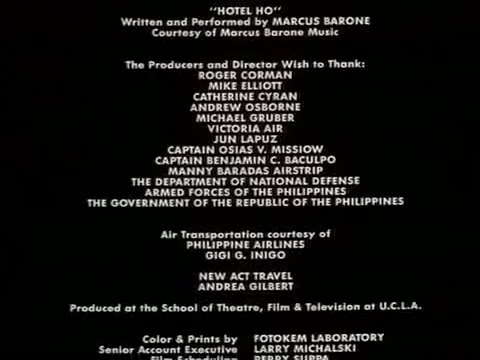 "HOTEL HO"
Written and Performed by MARCUS BARONE
Courtesy of Marcus Barone Music
The Producers and Director Wish to Thank:
ROGER CORMAN
MIKE ELLIOTT
CATHERINE CYRAN
ANDREW OSBORNE
MICHAEL GRUBER
VICTORIA AIR
JUN LAPUZ
CAPTAIN OSIAS V. MISSIOW
CAPTAIN BENJAMIN C. BACULPO
MANNY BARADAS AIRSTRIP
THE DEPARTMENT OF NATIONAL DEFENSE
ARMED FORCES OF THE PHILIPPINES
THE GOVERNMENT OF THE REPUBLIC OF THE PHILIPPINES
Air Transportation courtesy of
PHILIPPINE AIRLINES
GIGI G. INIGO
NEW ACT TRAVEL
ANDREA GILBERT
Produced at the School of Theatre, Film & Television at U.C.L.A.
Color & Prints by FOTOKEM LABORATORY
Senior Account Executive LARRY MICHALSKI
Film Scheduling PERRY SUPPA